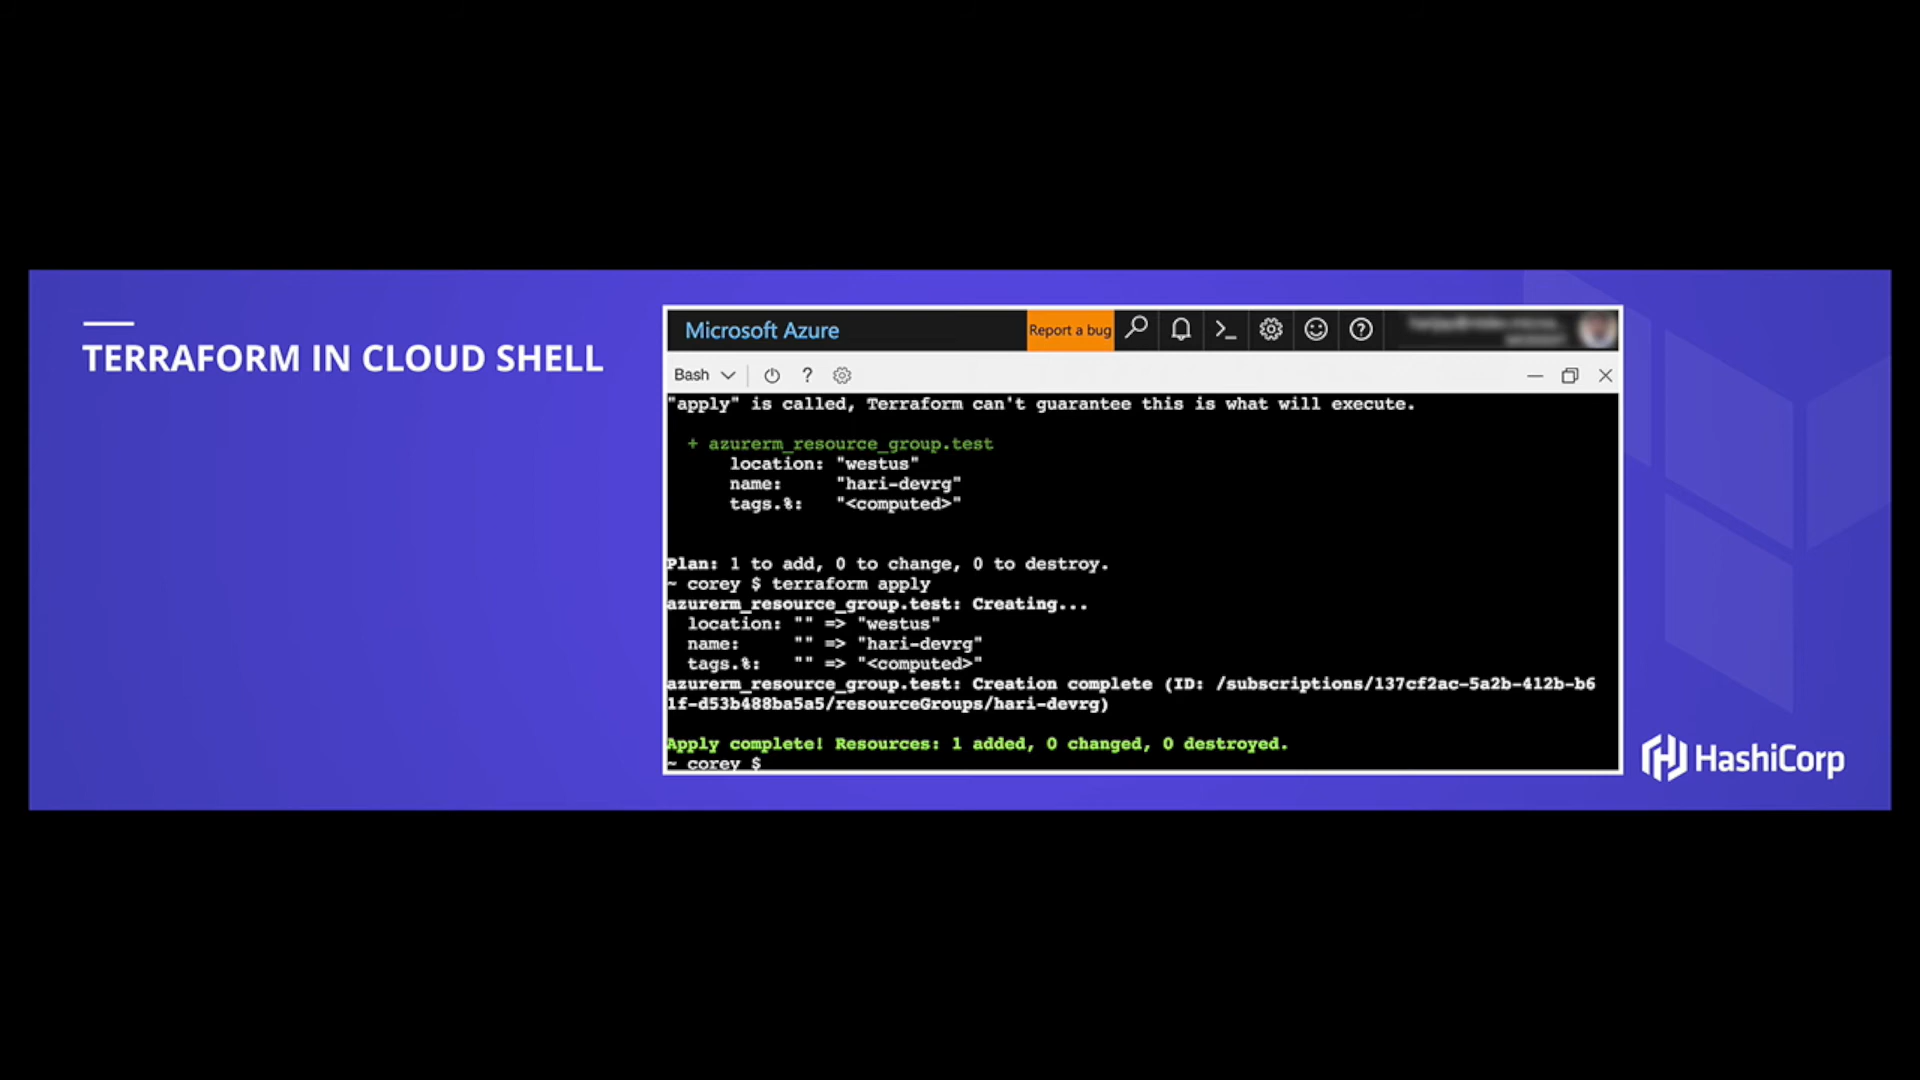 TERRAFORM IN CLOUD SHELL
Microsoft Azure
Report a bug
Bash
"apply" is called, Terraform can't guarantee this is what will execute.
+ azurerm_resource_group.test
location: "westus"
name: "hari-devrg"
tags.%: "<computed>"
Plan: 1 to add, 0 to change, 0 to destroy.
~ corey $ terraform apply
azurerm_resource_group.test: Creating...
location: "" => "westus"
name: "" => "hari-devrg"
tags.%: "" => "<computed>"
azurerm_resource_group.test: Creation complete (ID: /subscriptions/137cf2ac-5a2b-412b-b6
1f-d53b488ba5a5/resourceGroups/hari-devrg)
Apply complete! Resources: 1 added, 0 changed, 0 destroyed.
~ corey $
HashiCorp